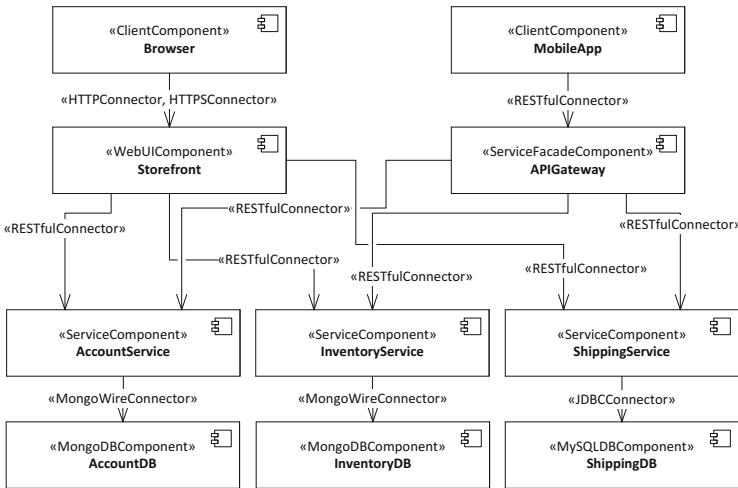 «ClientComponent»
Browser
«ClientComponent»
MobileApp
«HTTPConnector, HTTPSConnector»
«RESTfulConnector»
«WebUIComponent»
Storefront
«ServiceFacadeComponent»
APIGateway
«RESTfulConnector»
«RESTfulConnector»
«RESTfulConnector»
«RESTfulConnector»
«RESTfulConnector»
«RESTfulConnector»
«ServiceComponent»
AccountService
«ServiceComponent»
InventoryService
«ServiceComponent»
ShippingService
«MongoWireConnector»
«MongoWireConnector»
«JDBCConnector»
«MongoDBComponent»
AccountDB
«MongoDBComponent»
InventoryDB
«MySQLDBComponent»
ShippingDB